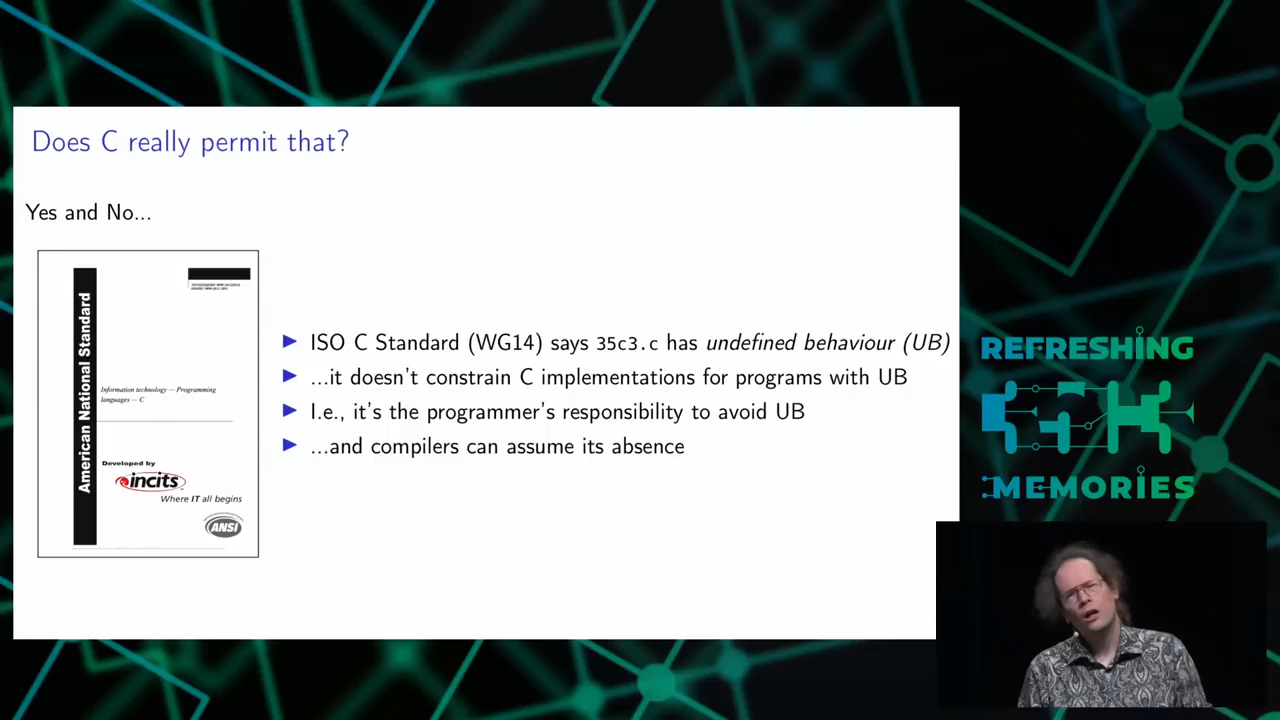 Does C really permit that?
Yes and No...
American National Standard
Information technology — Programming
languages — C
Developed by
incits
Where IT all begins
ANSI
▶ ISO C Standard (WG14) says 35c3.c has undefined behaviour (UB)
▶ ...it doesn't constrain C implementations for programs with UB
▶ I.e., it's the programmer's responsibility to avoid UB
▶ ...and compilers can assume its absence
REFRESHING
35C3
MEMORIES